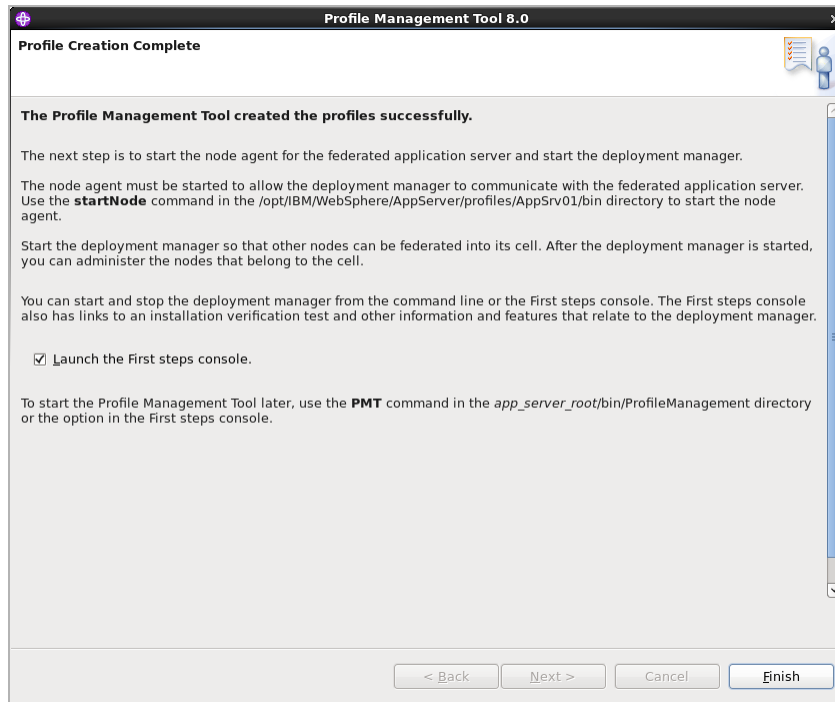 Profile Management Tool 8.0
Profile Creation Complete
The Profile Management Tool created the profiles successfully.
The next step is to start the node agent for the federated application server and start the deployment manager.
The node agent must be started to allow the deployment manager to communicate with the federated application server.
Use the startNode command in the /opt/IBM/WebSphere/AppServer/profiles/AppSrv01/bin directory to start the node
agent.
Start the deployment manager so that other nodes can be federated into its cell. After the deployment manager is started,
you can administer the nodes that belong to the cell.
You can start and stop the deployment manager from the command line or the First steps console. The First steps console
also has links to an installation verification test and other information and features that relate to the deployment manager.
Launch the First steps console.
To start the Profile Management Tool later, use the PMT command in the app_server_root/bin/ProfileManagement directory
or the option in the First steps console.
< Back Next > Cancel Finish